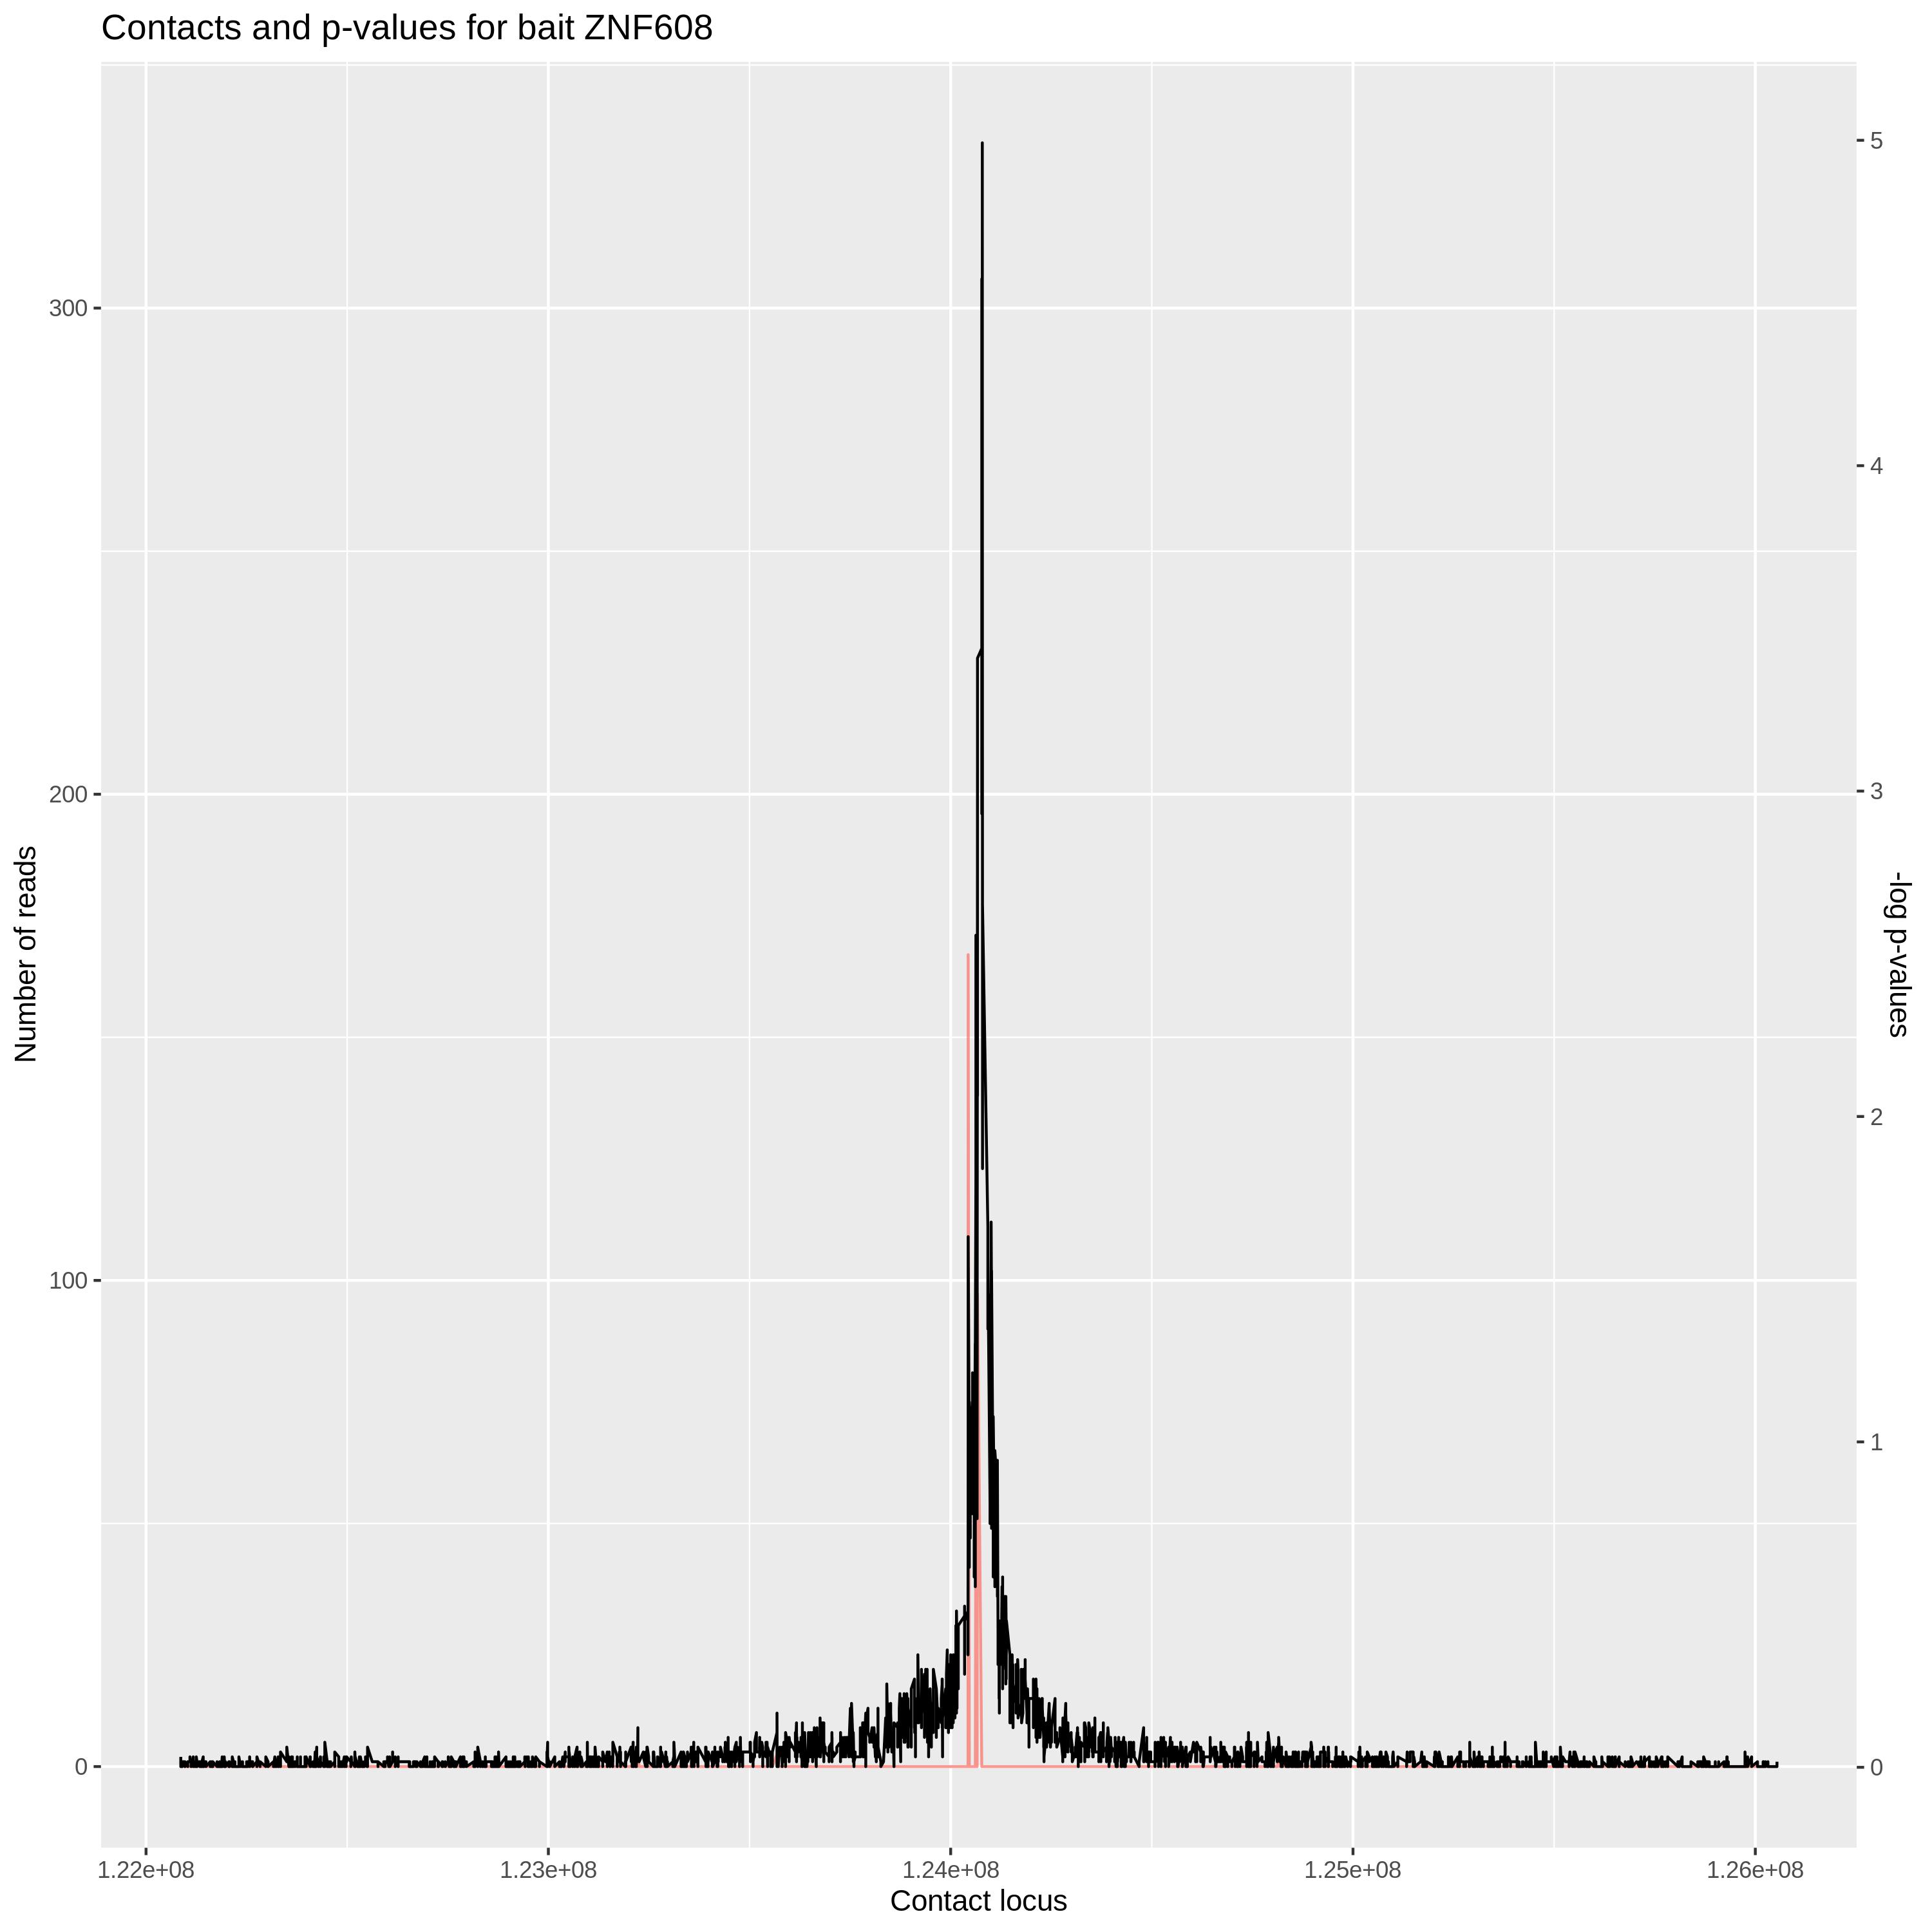 Contacts and p-values for bait ZNF608
Number of reads
300
200
100
0
5
4
3
2
1
0
-log p-values
1.22e+08 1.23e+08 1.24e+08 1.25e+08 1.26e+08
Contact locus